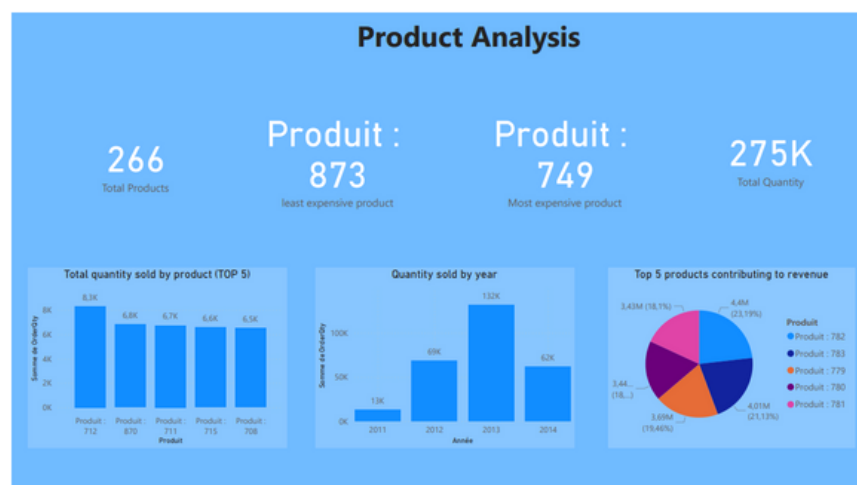 Product Analysis
266
Total Products
Produit :
873
least expensive product
Produit :
749
Most expensive product
275K
Total Quantity
Total quantity sold by product (TOP 5)
Somme de OrderQty
8K
6K
4K
2K
0K
8,3K
6,8K
6,7K
6,6K
6,5K
Produit :
712
Produit :
870
Produit :
711
Produit :
715
Produit :
708
Produit
Quantity sold by year
Somme de OrderQty
100K
50K
0K
13K
69K
132K
62K
2011
2012
2013
2014
Année
Top 5 products contributing to revenue
3,43M (18,1%)
4,4M
(23,19%)
3,44...
(18,...)
3,69M
(19,46%)
4,01M
(21,13%)
Produit
Produit : 782
Produit : 783
Produit : 779
Produit : 780
Produit : 781